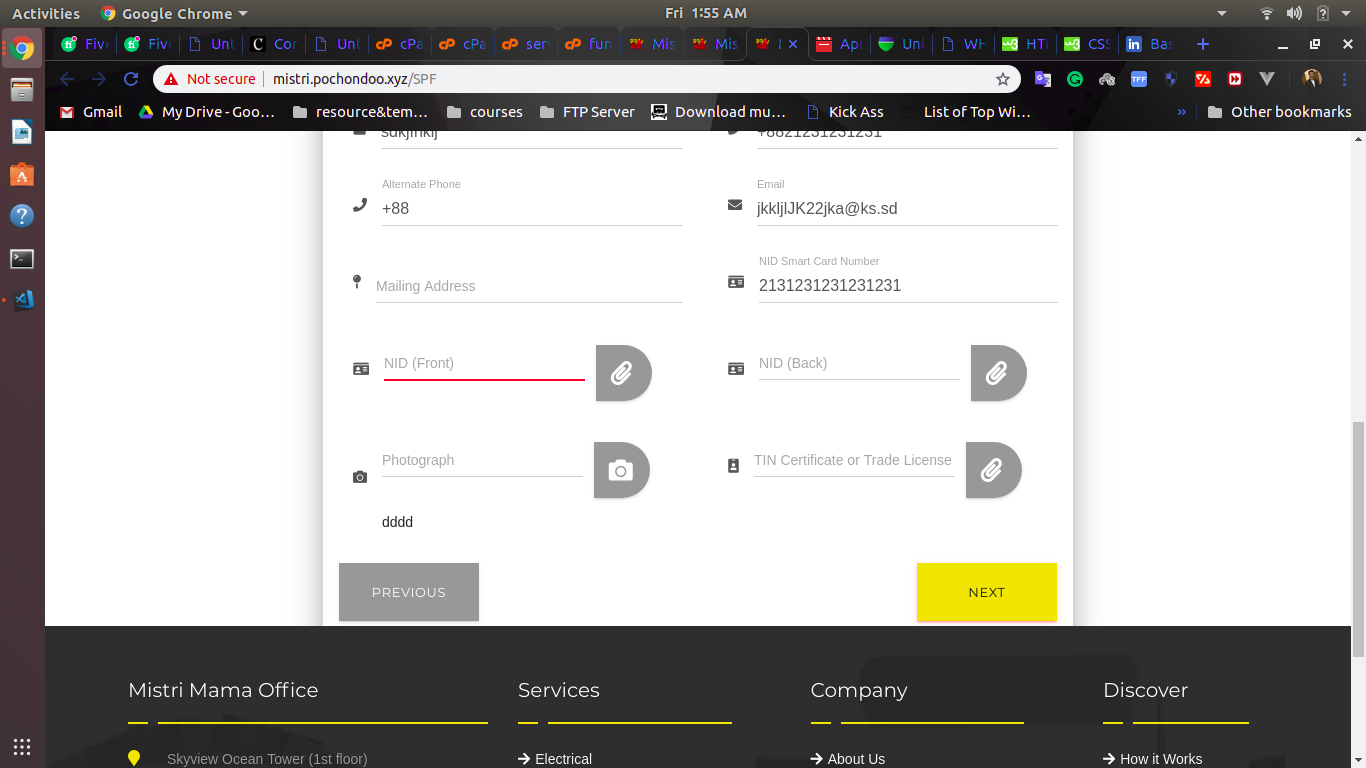 Activities Google Chrome Fri 1:55 AM
Five Five Unt Cor Unt cPa cPa ser fun Mis Mis M Apr Uni WH HTM CSS Bas
Not secure mistri.pochondoo.xyz/SPF
Gmail My Drive - Goo… resource&tem… courses FTP Server Download mu… Kick Ass List of Top Wi… » Other bookmarks
+8821231231231
Alternate Phone Email
+88 jkkljlJK22jka@ks.sd
NID Smart Card Number
Mailing Address 2131231231231231
NID (Front) NID (Back)
Photograph TIN Certificate or Trade License
dddd
PREVIOUS NEXT
Mistri Mama Office Services Company Discover
Skyview Ocean Tower (1st floor) Electrical About Us How it Works